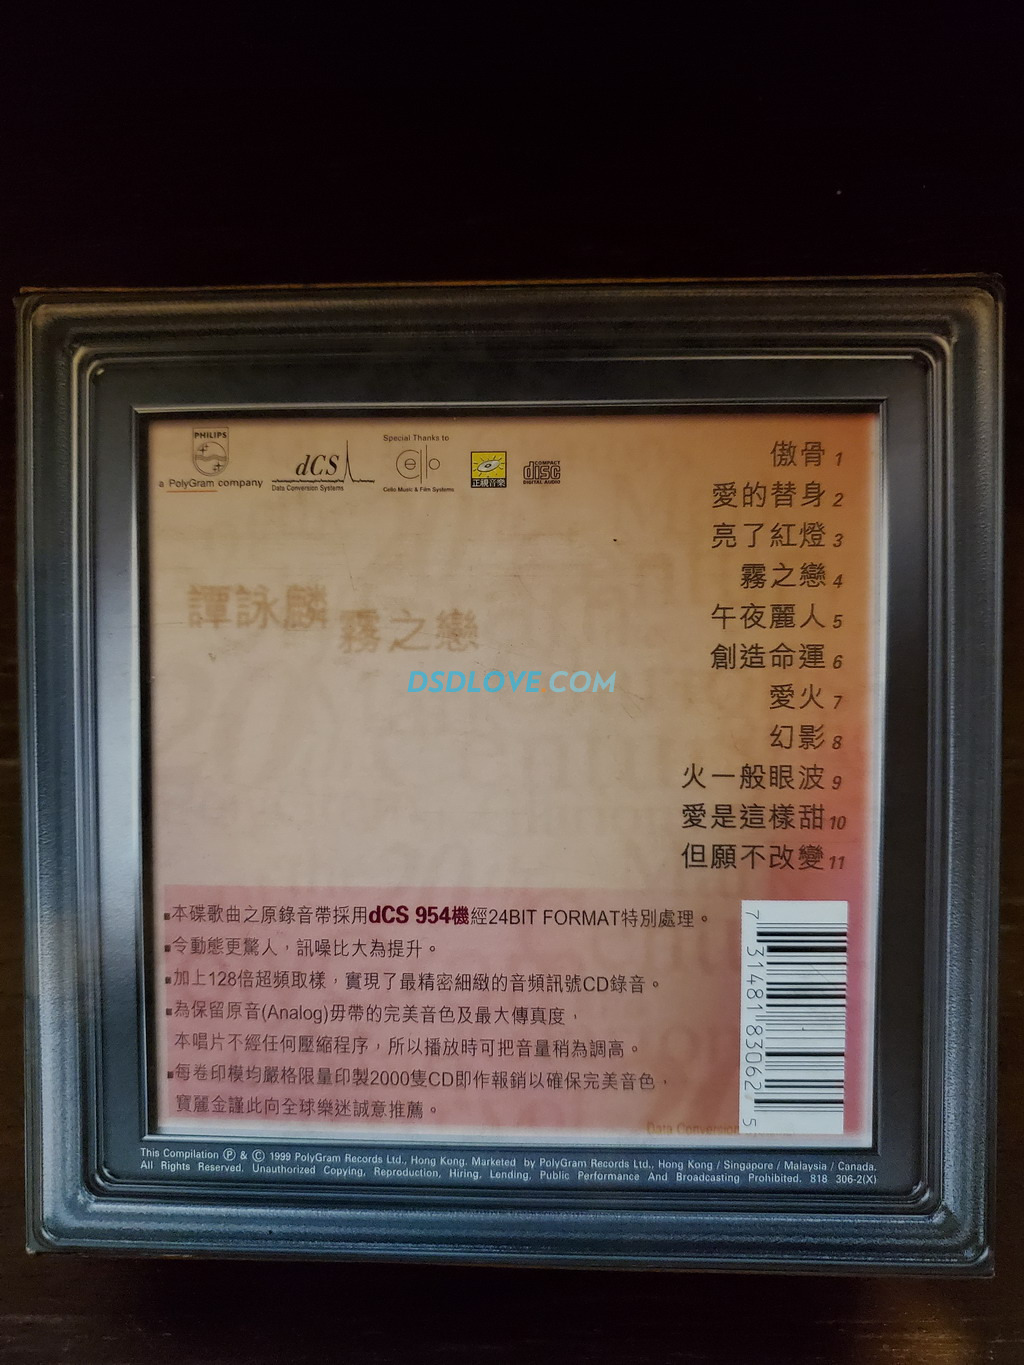 PHILIPS
a PolyGram company
dCS
Data Conversion Systems
Special Thanks to
Cello
Cello Music & Film Systems
正視音樂
COMPACT
disc
DIGITAL AUDIO
傲骨 1
愛的替身 2
亮了紅燈 3
霧之戀 4
午夜麗人 5
創造命運 6
愛火 7
幻影 8
火一般眼波 9
愛是這樣甜 10
但願不改變 11
譚詠麟 霧之戀
DSDLOVE COM
本碟歌曲之原錄音帶採用dCS 954機經24BIT FORMAT特別處理。
令動態更驚人，訊噪比大為提升。
加上128倍超頻取樣，實現了最精密細緻的音頻訊號CD錄音。
為保留原音(Analog)毋帶的完美音色及最大傳真度，
本唱片不經任何壓縮程序，所以播放時可把音量稍為調高。
每卷印模均嚴格限量印製2000隻CD即作報銷以確保完美音色，
寶麗金謹此向全球樂迷誠意推薦。
7 31481 83062 5
Data Conversion
This Compilation Ⓟ & © 1999 PolyGram Records Ltd., Hong Kong. Marketed by PolyGram Records Ltd., Hong Kong / Singapore / Malaysia / Canada.
All Rights Reserved. Unauthorized Copying, Reproduction, Hiring, Lending, Public Performance And Broadcasting Prohibited. 818 306-2(X)